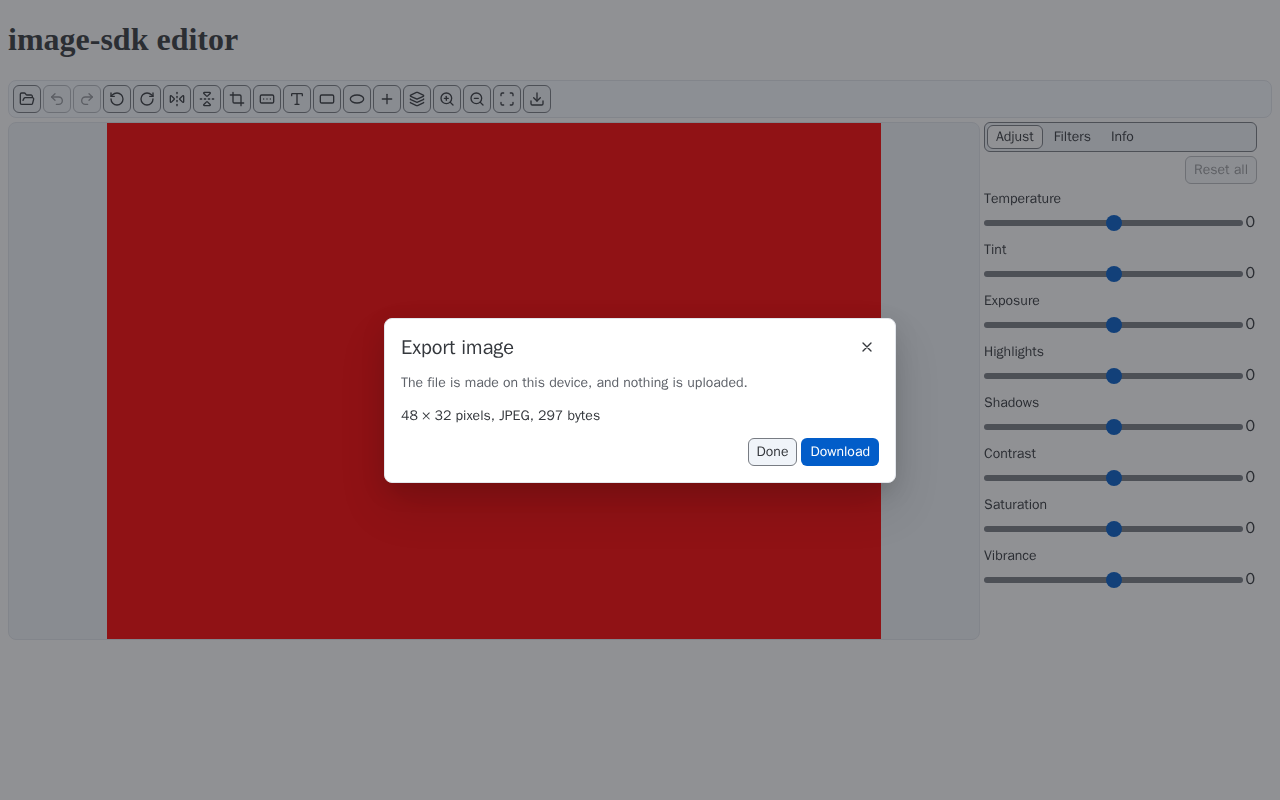 image-sdk editor
Adjust Filters Info
Reset all
Temperature
0
Tint
0
Exposure
0
Highlights
0
Shadows
0
Contrast
0
Saturation
0
Vibrance
0
Export image
The file is made on this device, and nothing is uploaded.
48 × 32 pixels, JPEG, 297 bytes
Done Download